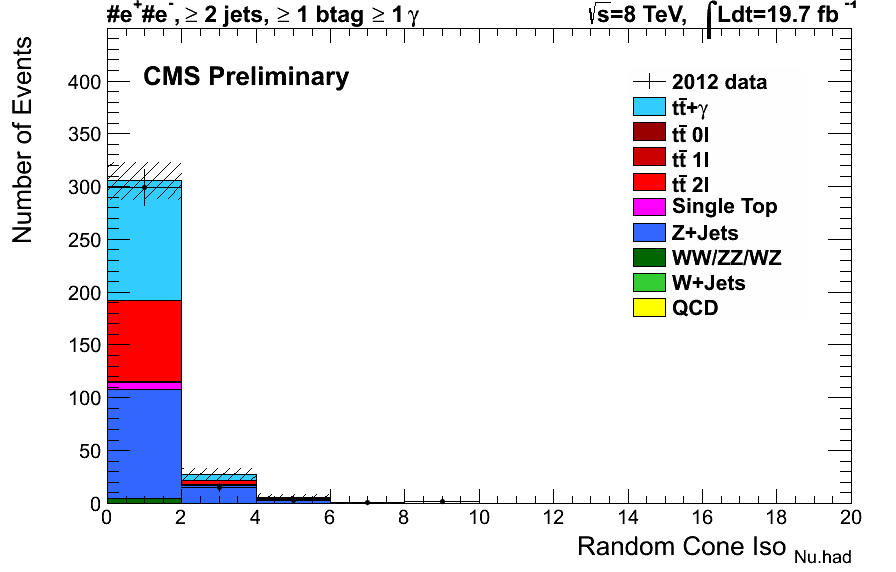 #e⁺#e⁻, ≥ 2 jets, ≥ 1 btag ≥ 1 γ √s=8 TeV, ∫Ldt=19.7 fb⁻¹
CMS Preliminary
2012 data
tt̄+γ
tt̄ 0l
tt̄ 1l
tt̄ 2l
Single Top
Z+Jets
WW/ZZ/WZ
W+Jets
QCD
Number of Events
400
350
300
250
200
150
100
50
0
0 2 4 6 8 10 12 14 16 18 20
Random Cone Iso Nu.had